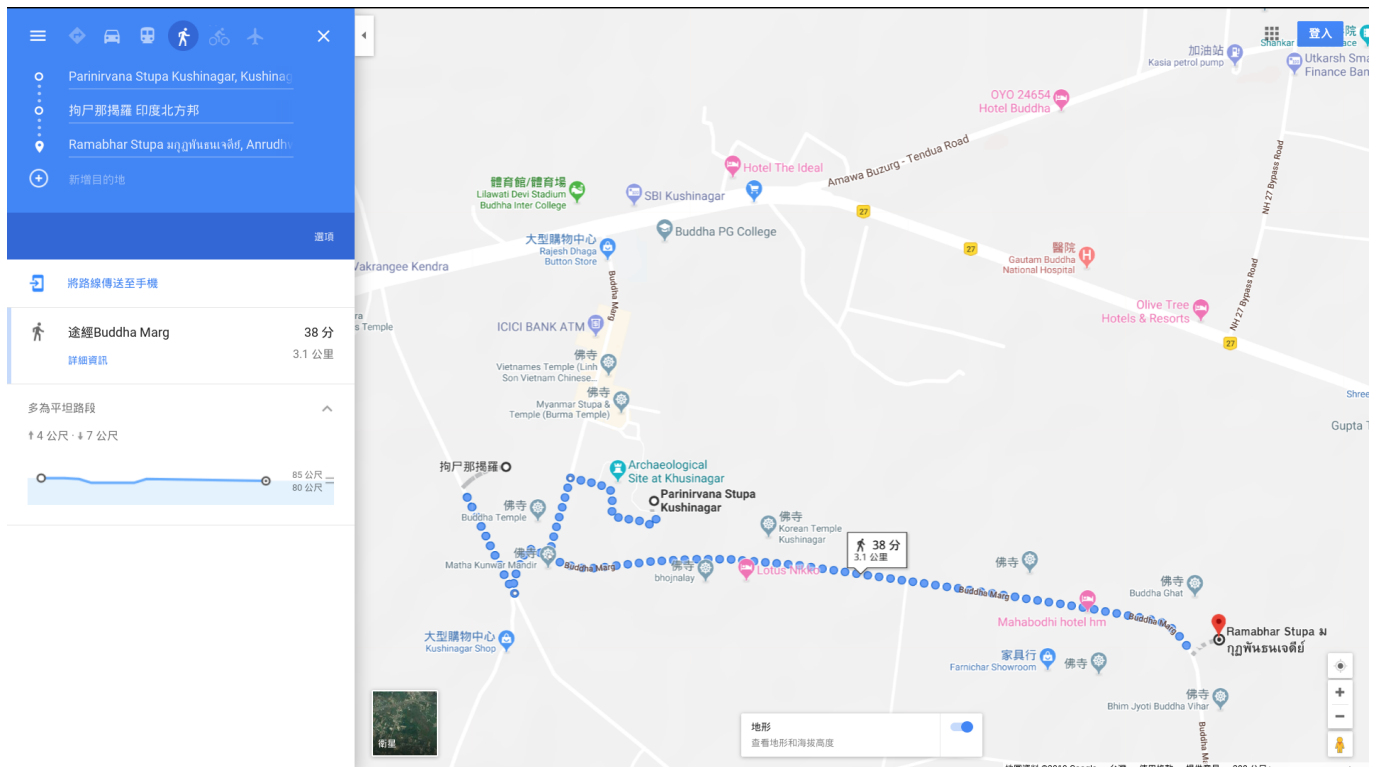 Parinirvana Stupa Kushinagar, Kushinag
拘尸那揭羅 印度北方邦
Ramabhar Stupa มกุฎพันธนเจดีย์, Anrudhw
新增目的地
選項
將路線傳送至手機
途經Buddha Marg
38 分
詳細資訊
3.1 公里
多為平坦路段
4 公尺 · 7 公尺
85 公尺
80 公尺
登入
加油站
Kasia petrol pump
Shankar
Utkarsh Sma
Finance Ban
OYO 24654
Hotel Buddha
Hotel The Ideal
Amawa Buzurg - Tendua Road
NH 27 Bypass Road
體育館/體育場
Lilawati Devi Stadium
Budhha Inter College
SBI Kushinagar
27
Buddha PG College
大型購物中心
Rajesh Dhaga
Button Store
27
醫院
Gautam Buddha
National Hospital
Vakrangee Kendra
Buddha Marg
NH 27 Bypass Road
Olive Tree
Hotels & Resorts
27
ra
s Temple
ICICI BANK ATM
佛寺
Vietnames Temple (Linh
Son Vietnam Chinese...
佛寺
Myanmar Stupa &
Temple (Burma Temple)
Shree
Gupta T
拘尸那揭羅
Archaeological
Site at Khusinagar
Parinirvana Stupa
Kushinagar
佛寺
Buddha Temple
佛寺
Korean Temple
Kushinagar
38 分
3.1 公里
佛寺
Matha Kunwar Mandir
Buddha Marg
佛寺
bhojnalay
Lotus Nikko
佛寺
Buddha Marg
佛寺
Buddha Ghat
Mahabodhi hotel hm
Buddha Marg
Ramabhar Stupa ม
กุฎพันธนเจดีย์
大型購物中心
Kushinagar Shop
家具行
Farnichar Showroom
佛寺
佛寺
Bhim Jyoti Buddha Vihar
Buddha Ma
衛星
地形
查看地形和海拔高度